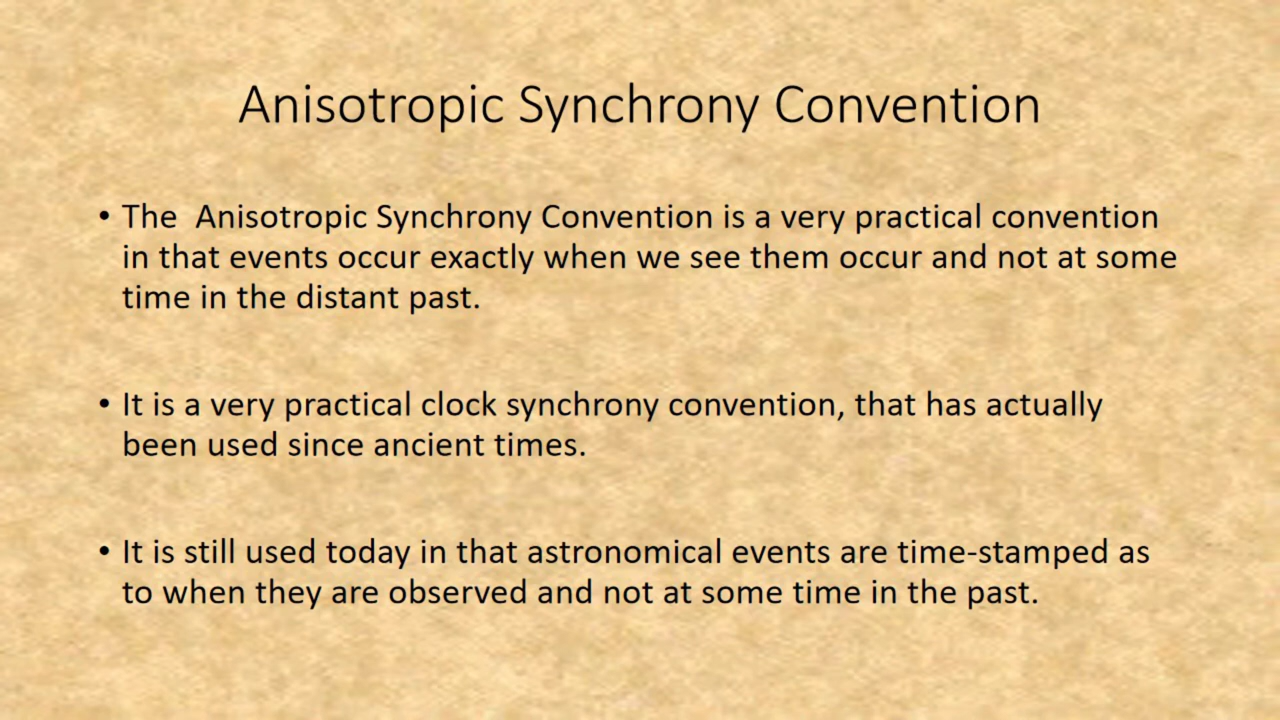 Anisotropic Synchrony Convention
• The  Anisotropic Synchrony Convention is a very practical convention
in that events occur exactly when we see them occur and not at some
time in the distant past.
• It is a very practical clock synchrony convention, that has actually
been used since ancient times.
• It is still used today in that astronomical events are time-stamped as
to when they are observed and not at some time in the past.